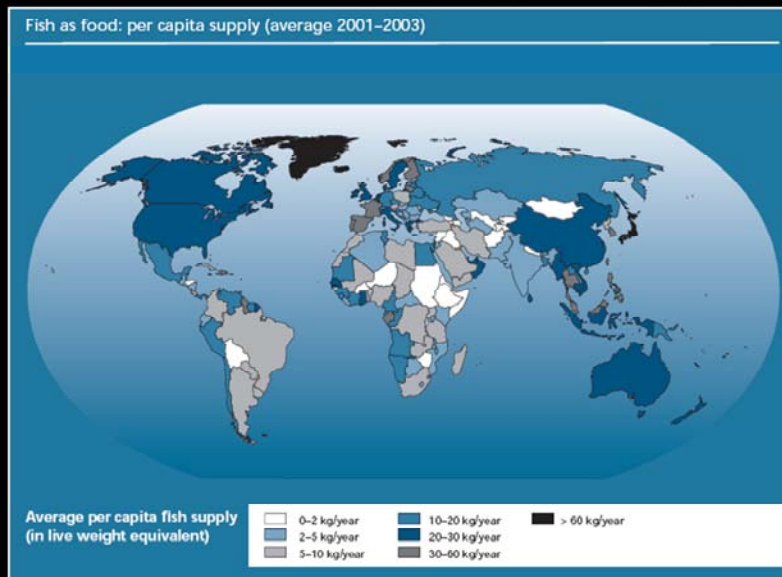 Fish as food: per capita supply (average 2001–2003)
Average per capita fish supply
(in live weight equivalent)
0–2 kg/year
2–5 kg/year
5–10 kg/year
10–20 kg/year
20–30 kg/year
30–60 kg/year
> 60 kg/year